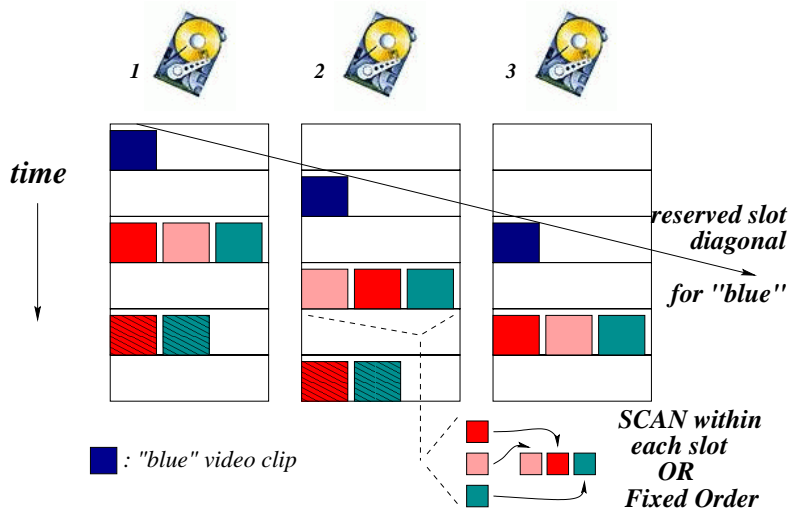 1
2
3
time
reserved slot
diagonal
for "blue"
: "blue" video clip
SCAN within
each slot
OR
Fixed Order